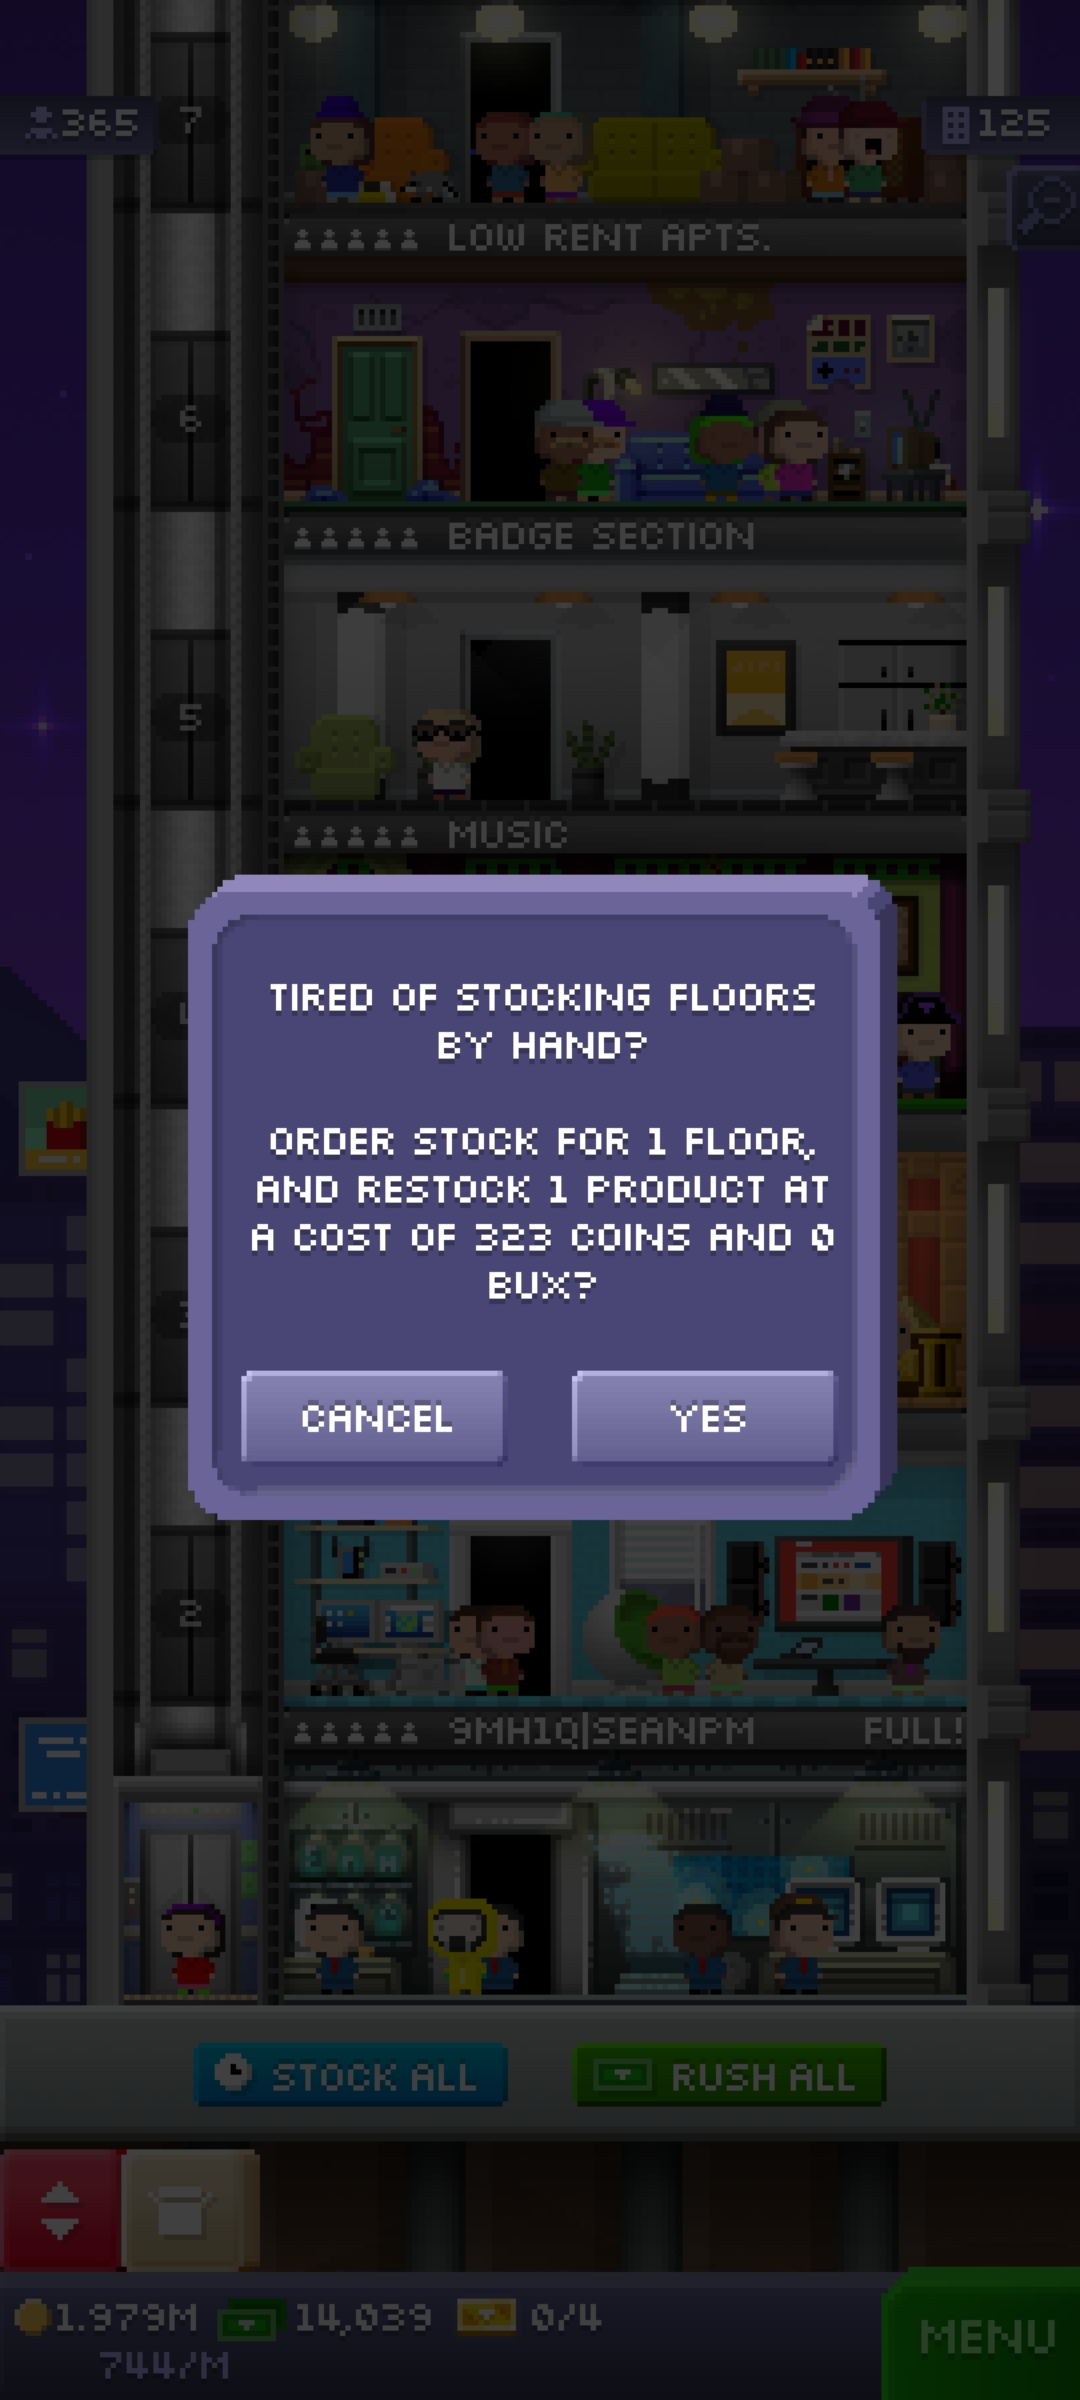 365
7
125
LOW RENT APTS.
6
BADGE SECTION
5
MUSIC
TIRED OF STOCKING FLOORS
BY HAND?
ORDER STOCK FOR 1 FLOOR,
AND RESTOCK 1 PRODUCT AT
A COST OF 323 COINS AND 0
BUX?
CANCEL
YES
2
9MH1Q|SEANPM
FULL!
STOCK ALL
RUSH ALL
1.979M
14,039
0/4
744/M
MENU